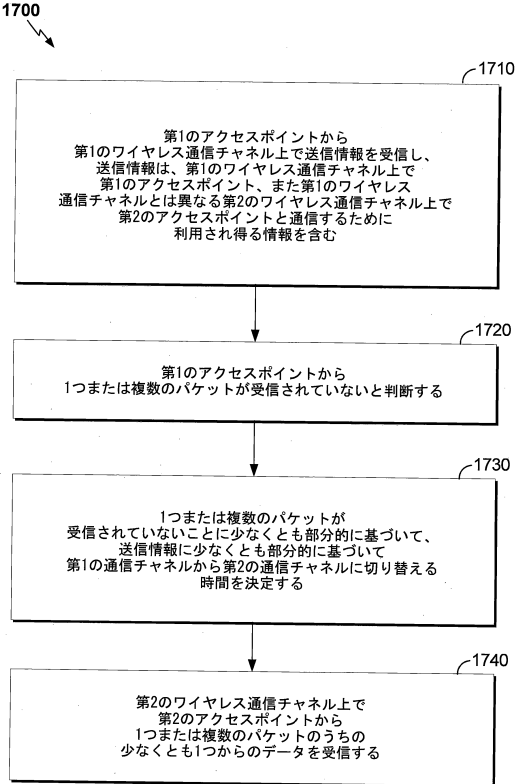 1700
1710
第1のアクセスポイントから
第1のワイヤレス通信チャネル上で送信情報を受信し、
送信情報は、第1のワイヤレス通信チャネル上で
第1のアクセスポイント、また第1のワイヤレス
通信チャネルとは異なる第2のワイヤレス通信チャネル上で
第2のアクセスポイントと通信するために
利用され得る情報を含む
1720
第1のアクセスポイントから
1つまたは複数のパケットが受信されていないと判断する
1730
1つまたは複数のパケットが
受信されていないことに少なくとも部分的に基づいて、
送信情報に少なくとも部分的に基づいて
第1の通信チャネルから第2の通信チャネルに切り替える
時間を決定する
1740
第2のワイヤレス通信チャネル上で
第2のアクセスポイントから
1つまたは複数のパケットのうちの
少なくとも1つからのデータを受信する